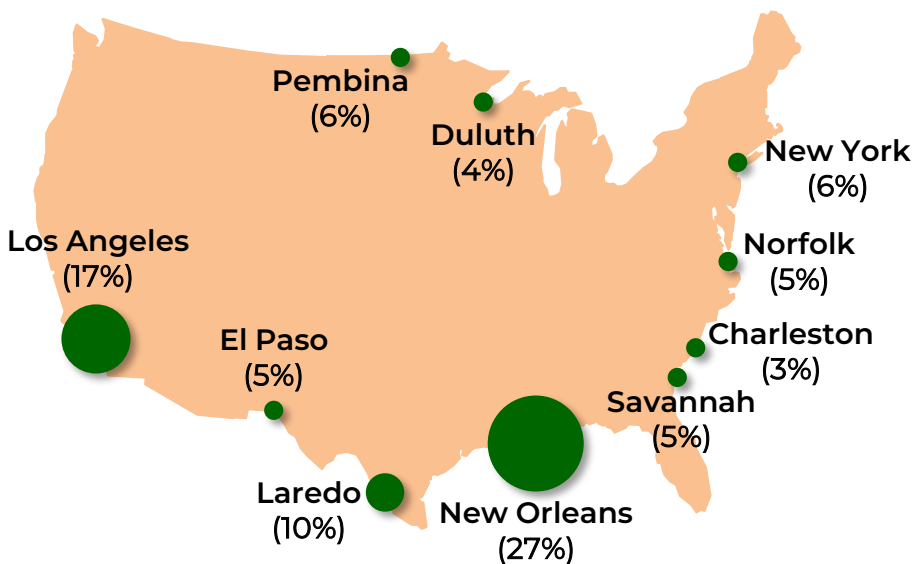 Pembina
(6%)
Duluth
(4%)
New York
(6%)
Los Angeles
(17%)
Norfolk
(5%)
El Paso
(5%)
Charleston
(3%)
Savannah
(5%)
Laredo
(10%)
New Orleans
(27%)